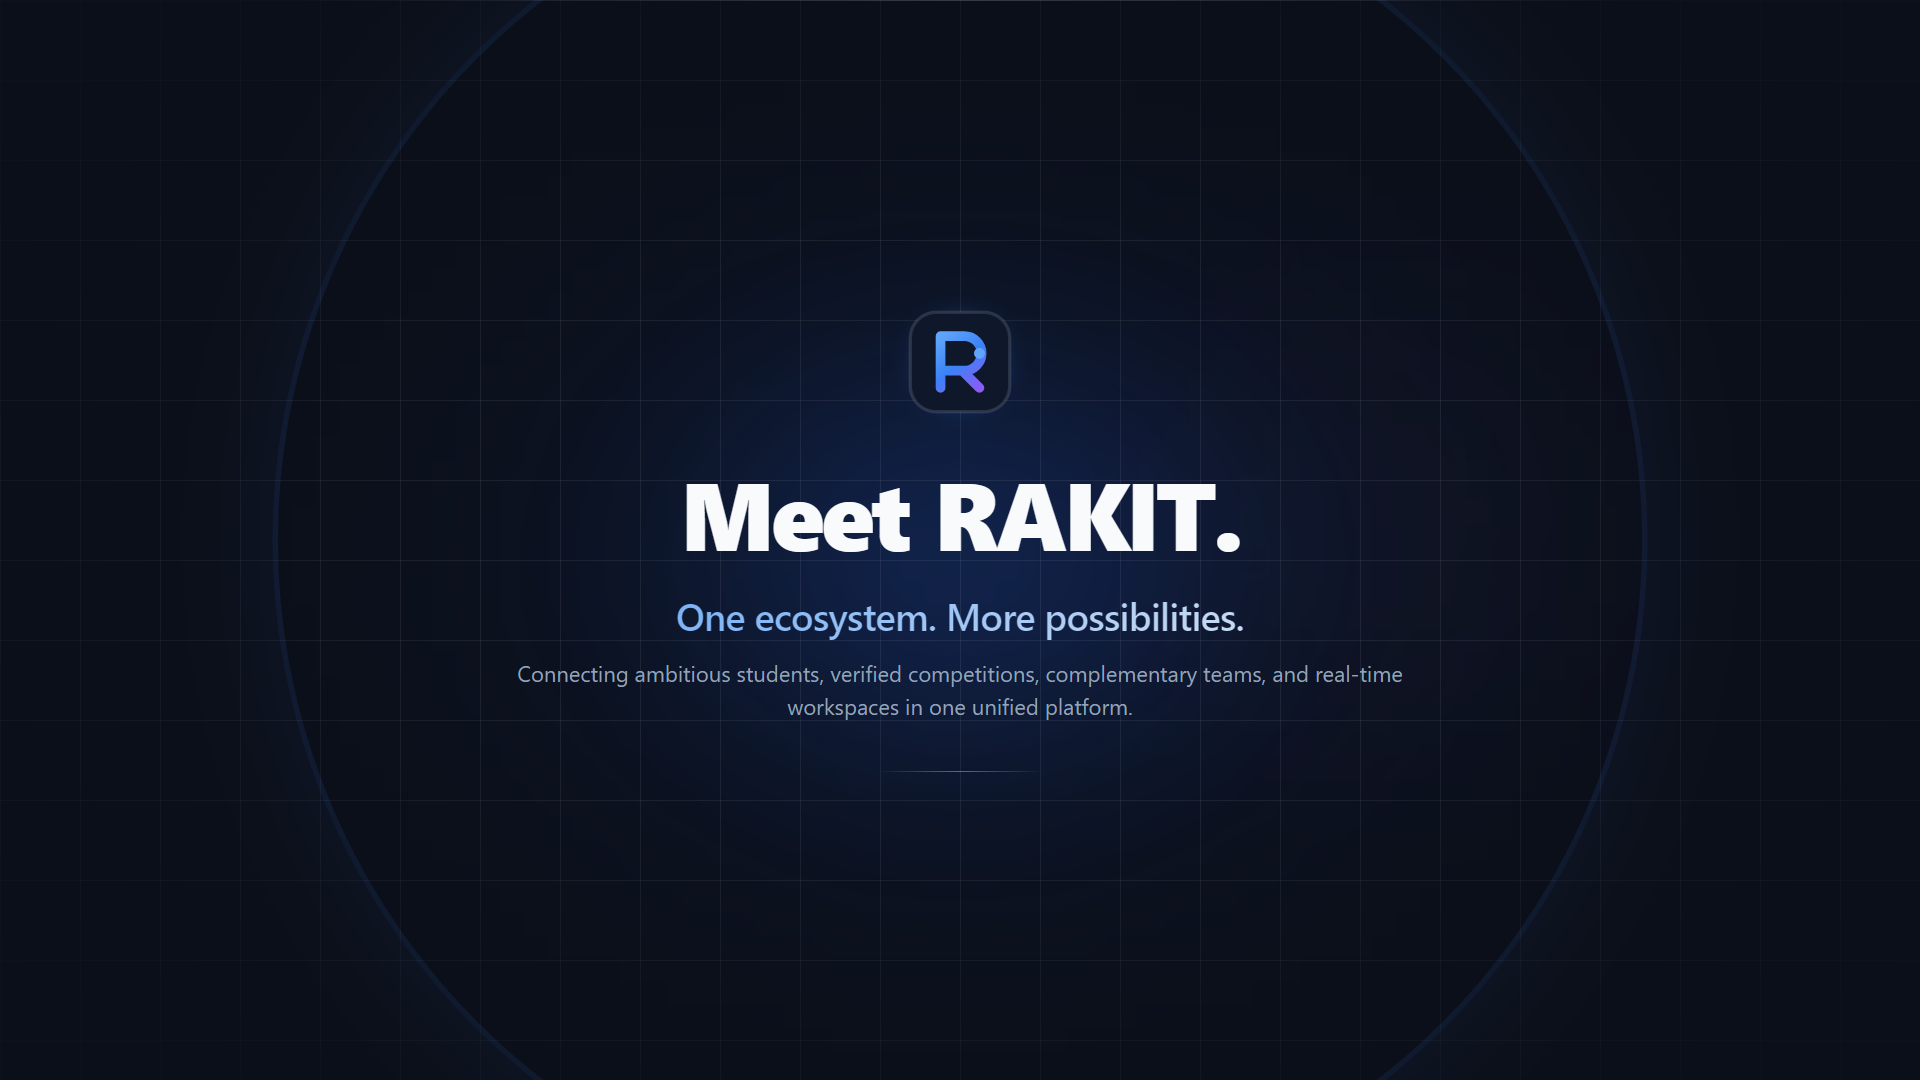 R
Meet RAKIT.
One ecosystem. More possibilities.
Connecting ambitious students, verified competitions, complementary teams, and real-time
workspaces in one unified platform.